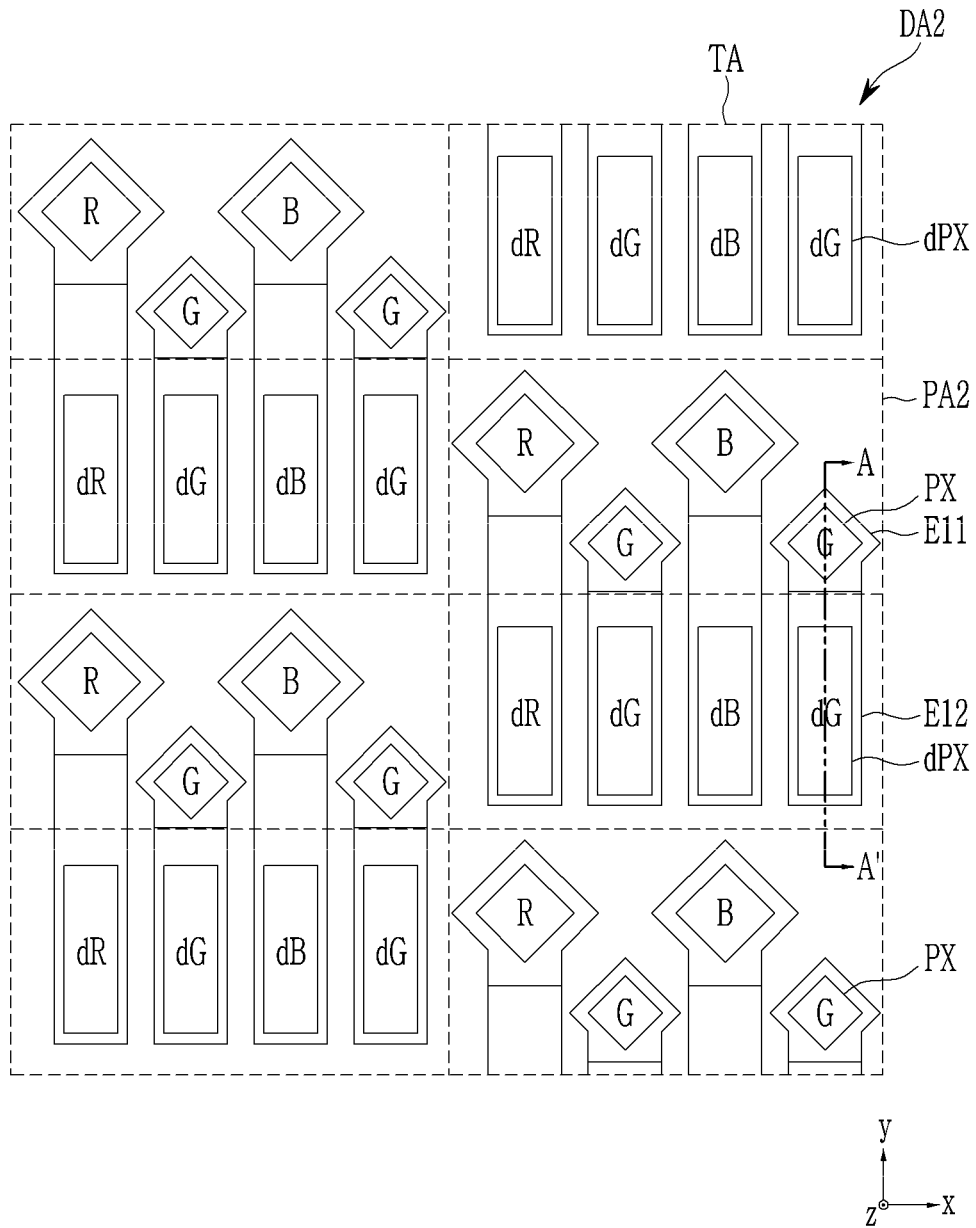 DA2
TA
R B
dR dG dB dG dPX
G G
PA2
R B
dR dG dB dG A
PX
E11
G G
R B
dR dG dB dG E12
dPX
G G
A'
R B
dR dG dB dG
PX
G G
y
z x